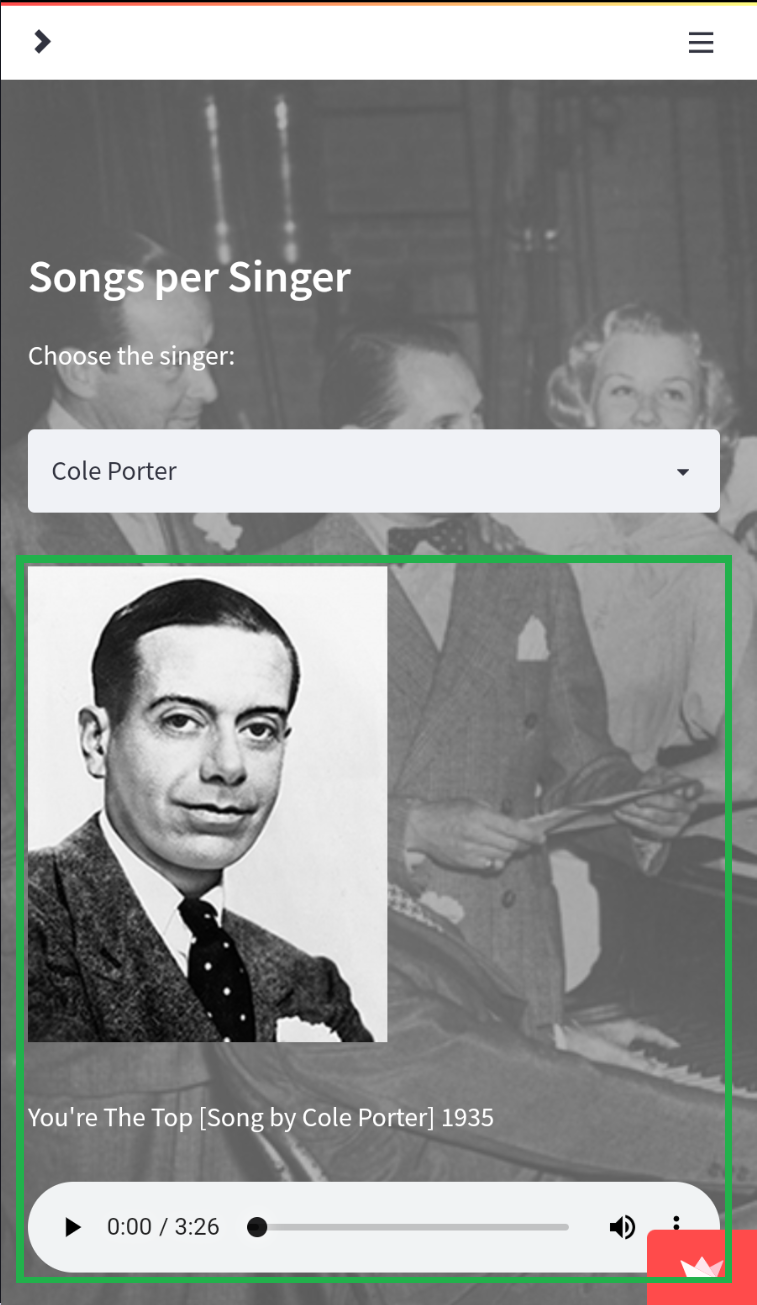 Songs per Singer
Choose the singer:
Cole Porter
You're The Top [Song by Cole Porter] 1935
0:00 / 3:26